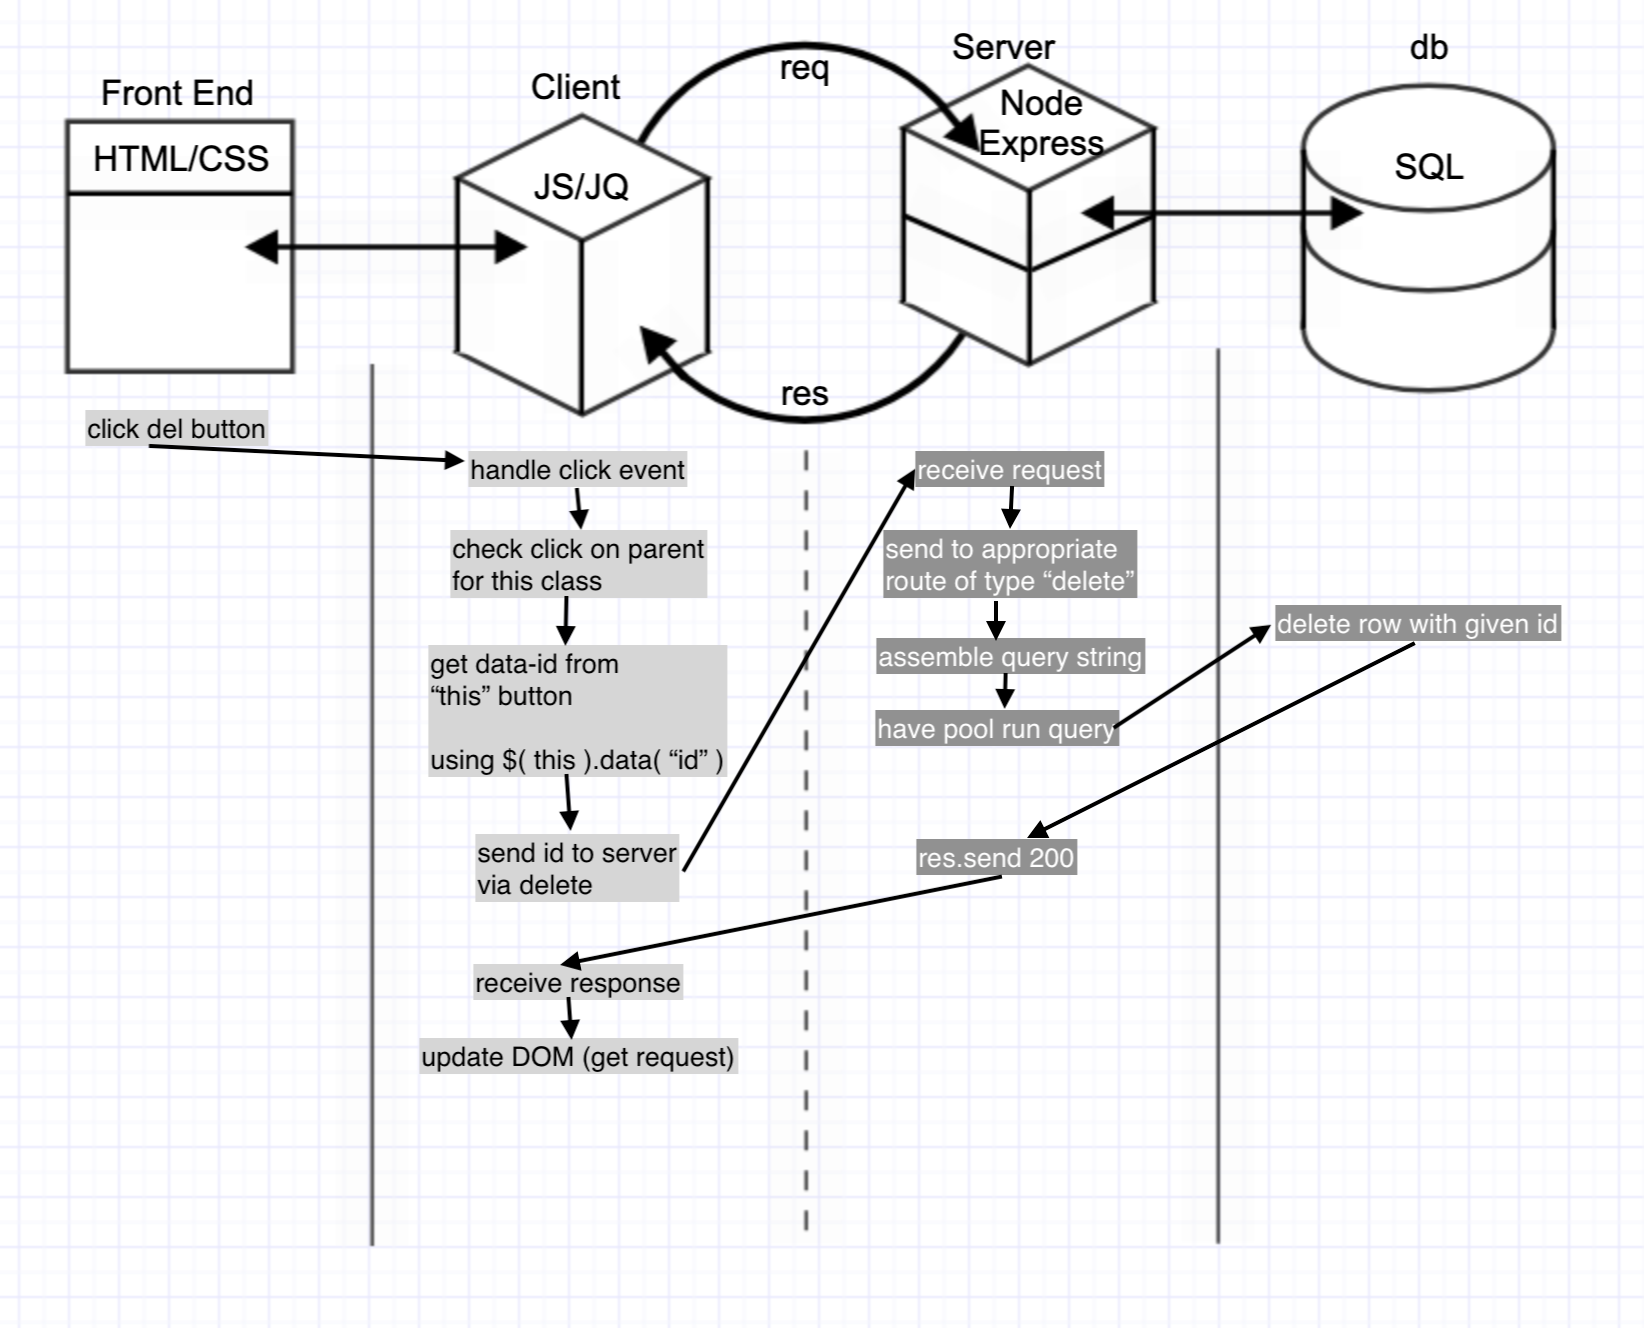 Front End
HTML/CSS
Client
JS/JQ
req
res
Server
Node
Express
db
SQL
click del button
handle click event
check click on parent
for this class
get data-id from
“this” button
using $( this ).data( “id” )
send id to server
via delete
receive request
send to appropriate
route of type “delete”
assemble query string
have pool run query
delete row with given id
res.send 200
receive response
update DOM (get request)